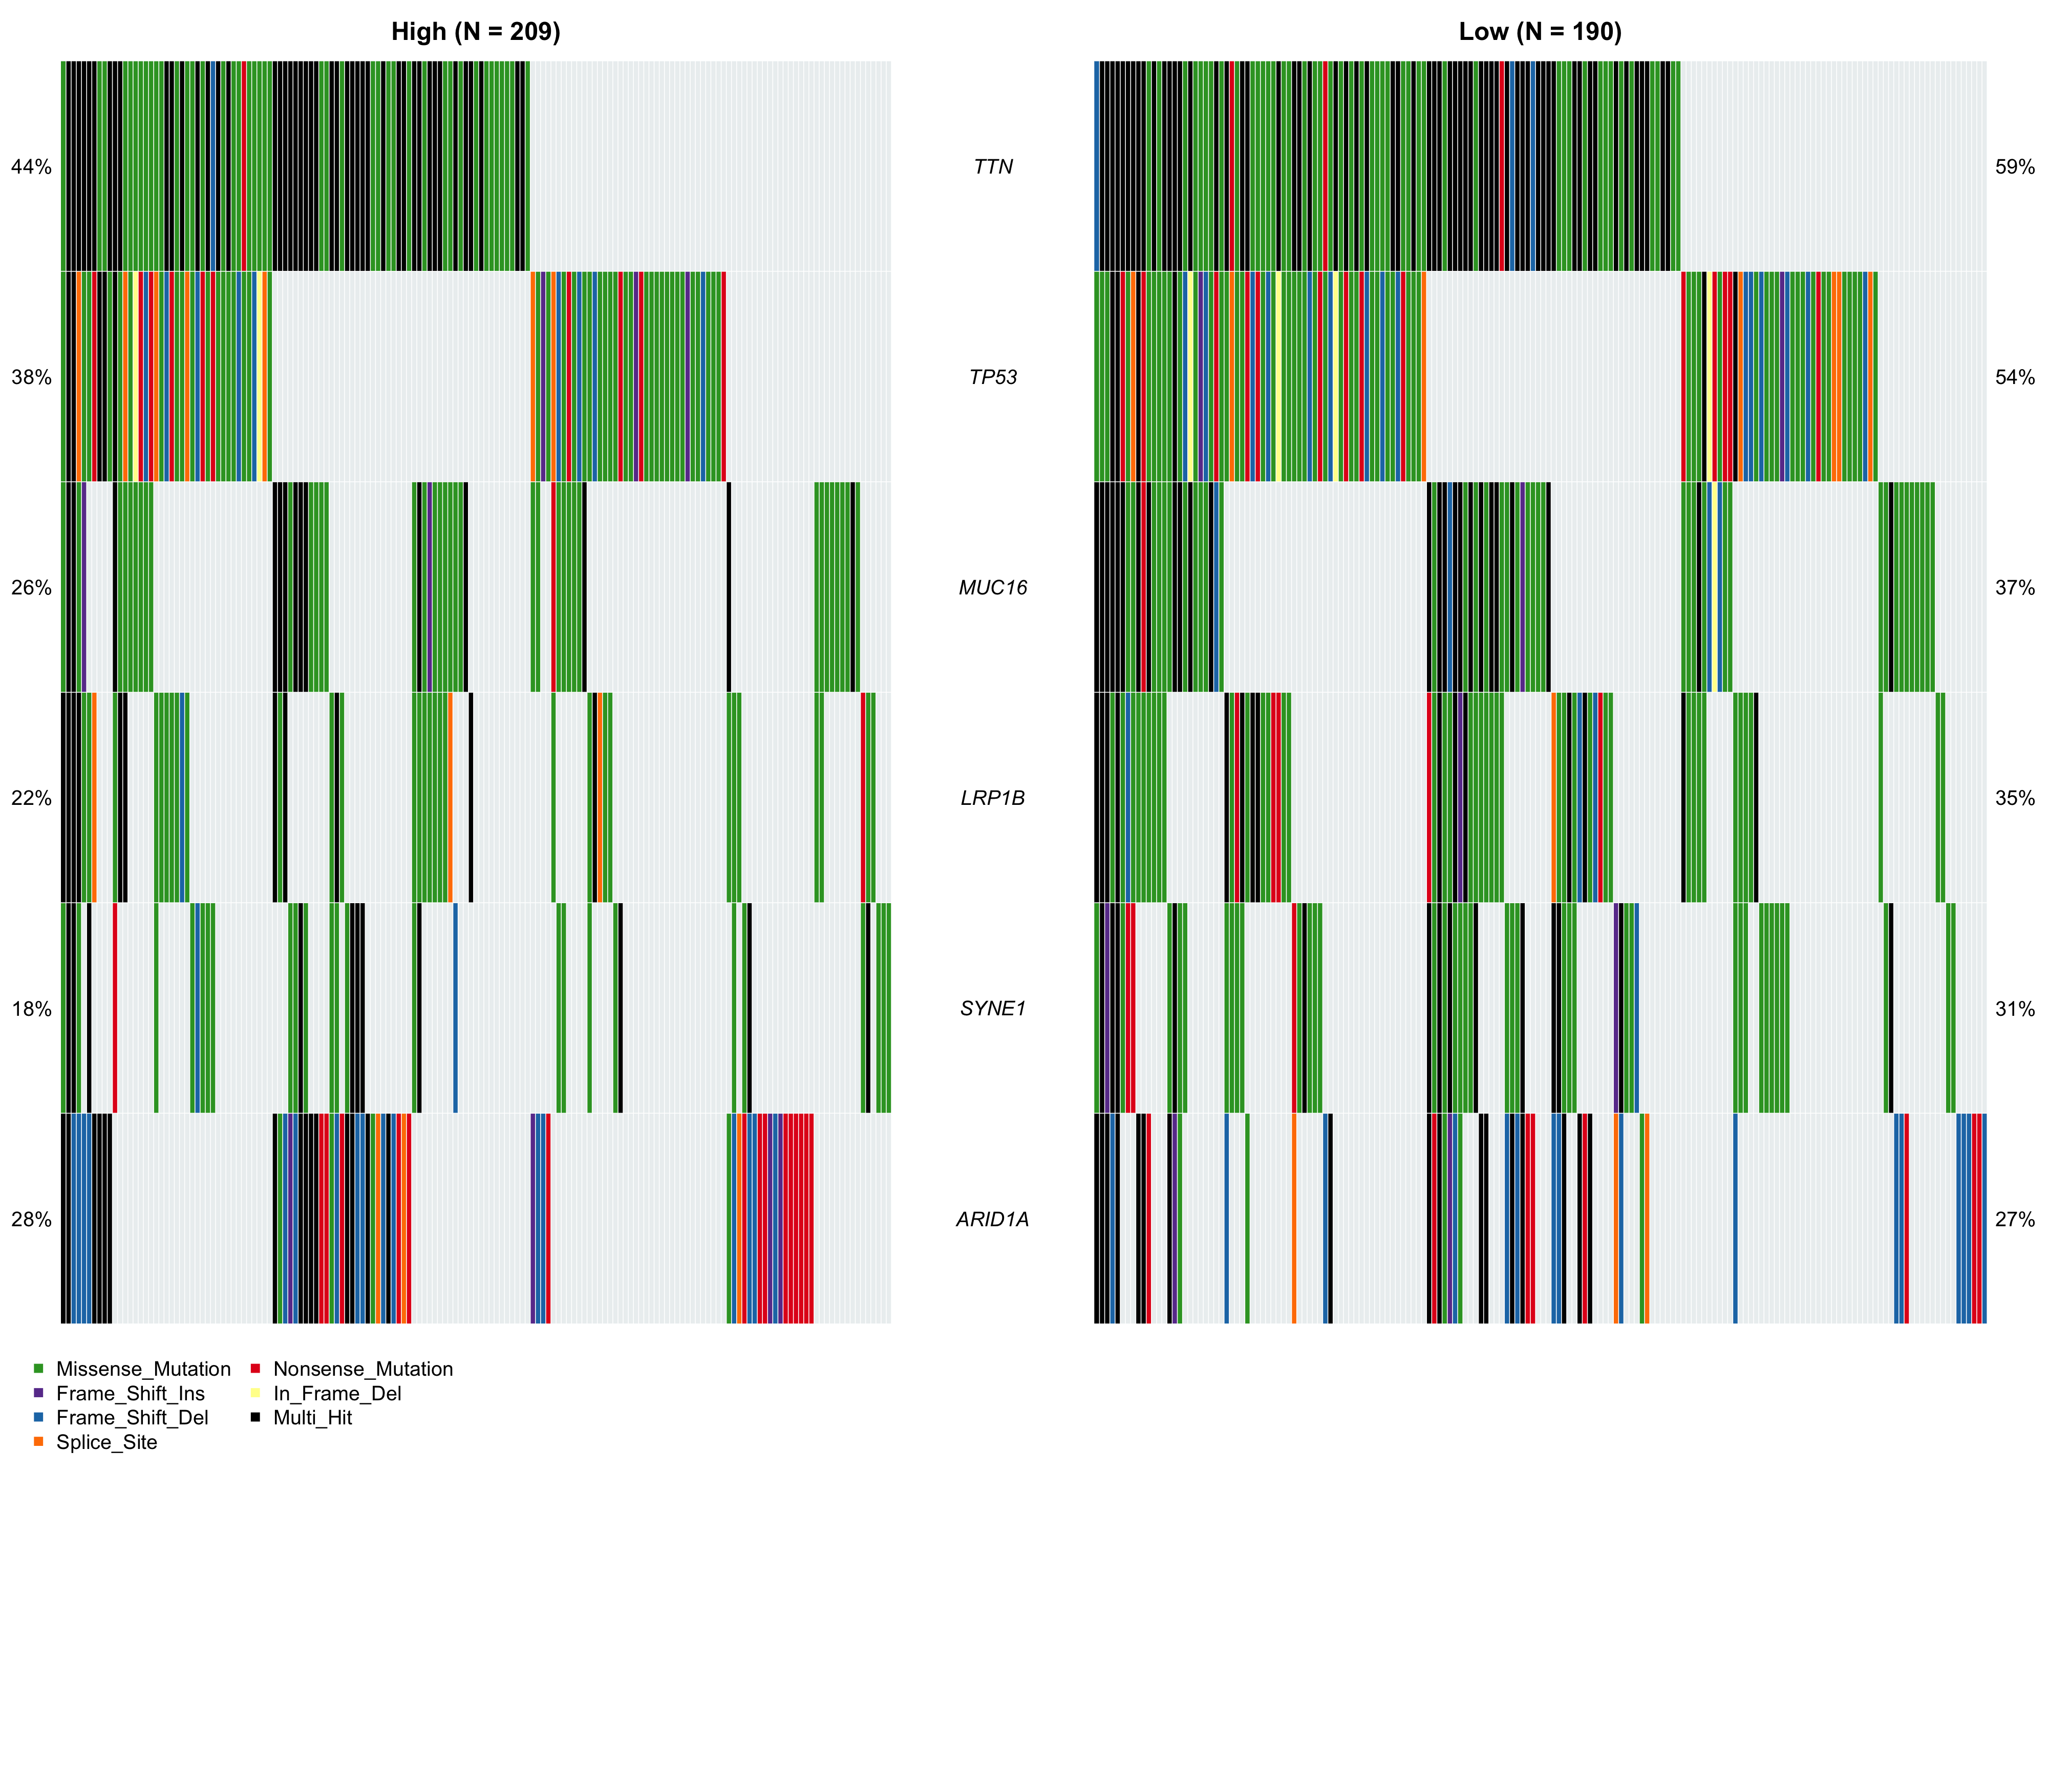 High (N = 209)
Low (N = 190)
44%
TTN
59%
38%
TP53
54%
26%
MUC16
37%
22%
LRP1B
35%
18%
SYNE1
31%
28%
ARID1A
27%
Missense_Mutation
Nonsense_Mutation
Frame_Shift_Ins
In_Frame_Del
Frame_Shift_Del
Multi_Hit
Splice_Site